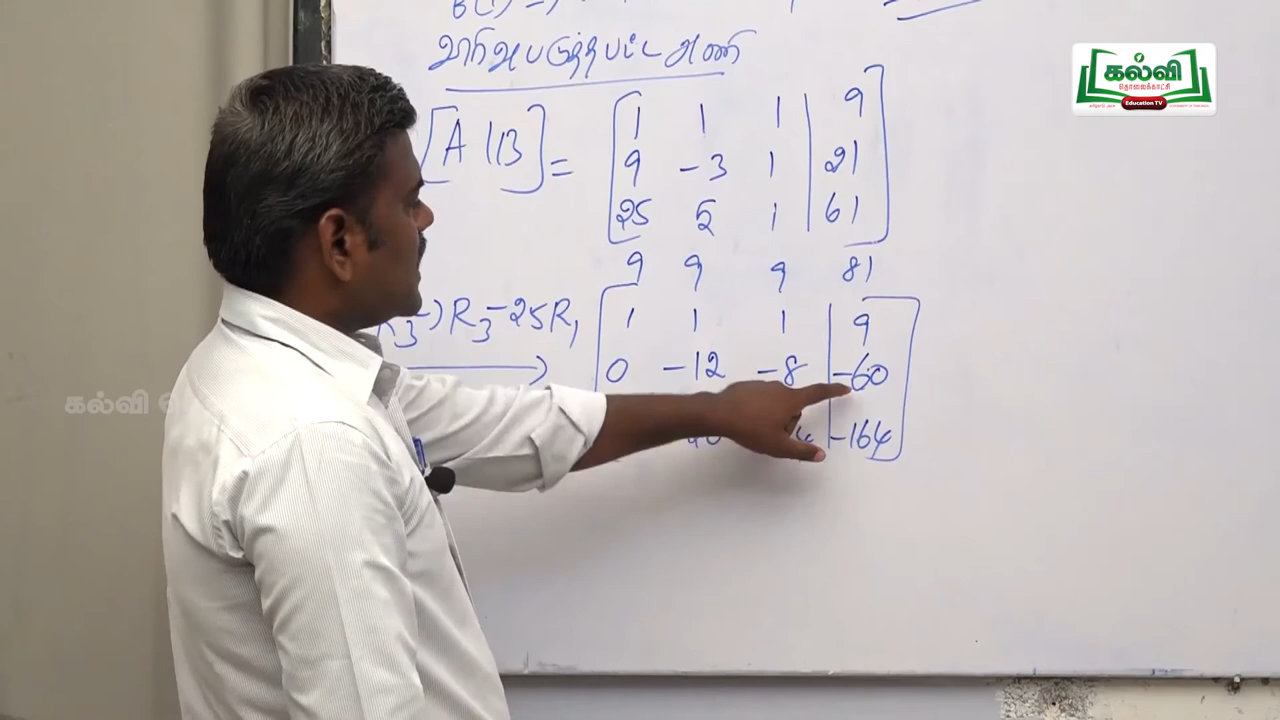 விரிவுபடுத்தப்பட்ட அணி
[A | B] =
1 1 1 | 9
9 -3 1 | 21
25 5 1 | 61
9 9 9 81
R₃→R₃-25R₁
1 1 1 | 9
0 -12 -8 | -60
-164
கல்வி
தொலைக்காட்சி
Education TV
கல்வி